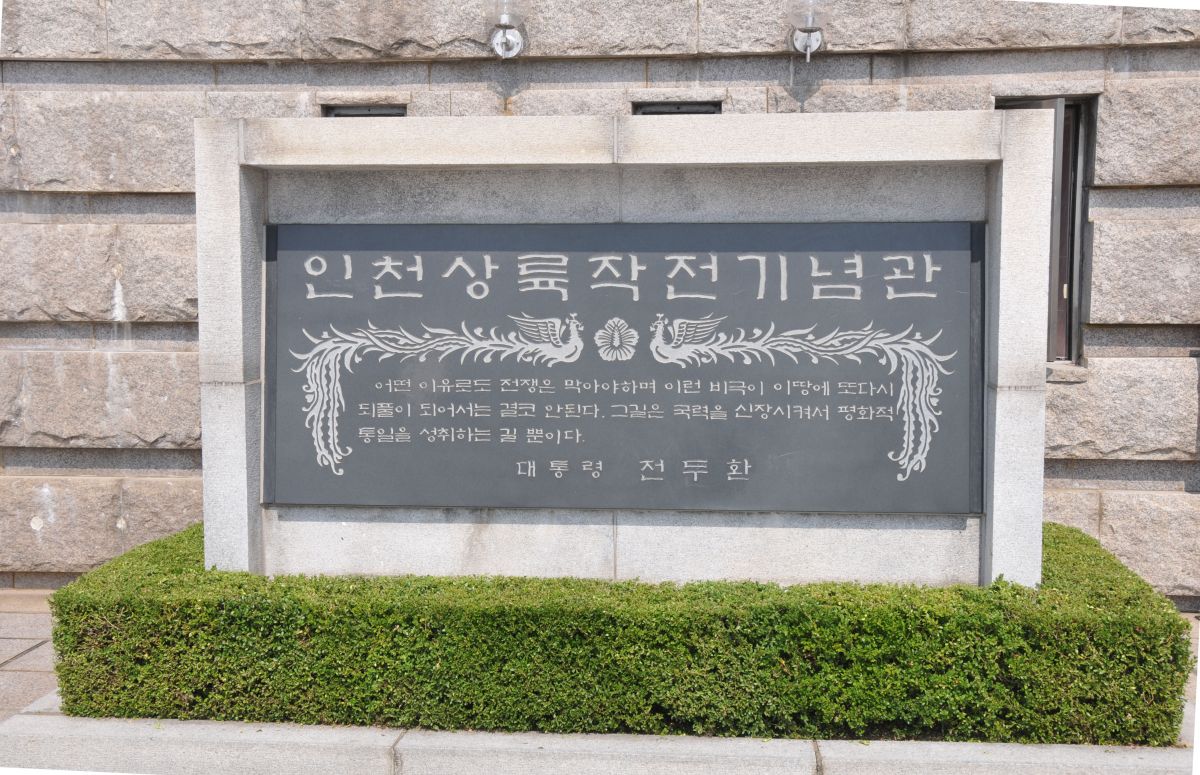 인천상륙작전기념관
어떤 이유로도 전쟁은 막아야하며 이런 비극이 이땅에 또다시
되풀이 되어서는 결코 안된다. 그길은 국력을 신장시켜서 평화적
통일을 성취하는 길 뿐이다.
대통령 전두환